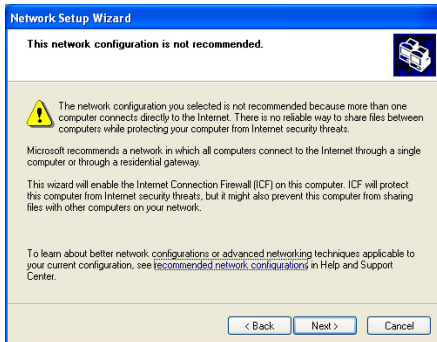 Network Setup Wizard
This network configuration is not recommended.
The network configuration you selected is not recommended because more than one
computer connects directly to the Internet. There is no reliable way to share files between
computers while protecting your computer from Internet security threats.
Microsoft recommends a network in which all computers connect to the Internet through a single
computer or through a residential gateway.
This wizard will enable the Internet Connection Firewall (ICF) on this computer. ICF will protect
this computer from Internet security threats, but it might also prevent this computer from sharing
files with other computers on your network.
To learn about better network configurations or advanced networking techniques applicable to
your current configuration, see recommended network configurations in Help and Support
Center.
< Back Next > Cancel